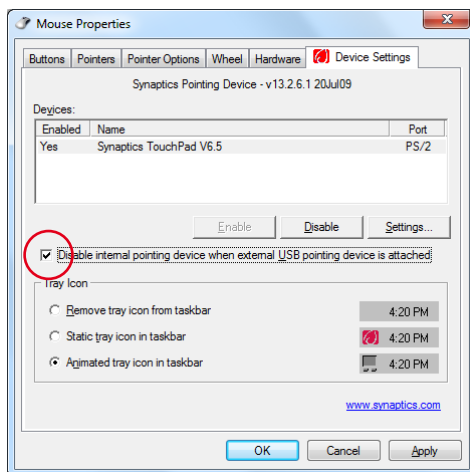 Mouse Properties
Buttons Pointers Pointer Options Wheel Hardware Device Settings
Synaptics Pointing Device - v13.2.6.1 20Jul09
Devices:
Enabled Name Port
Yes Synaptics TouchPad V6.5 PS/2
Enable Disable Settings...
Disable internal pointing device when external USB pointing device is attached
Tray Icon
Remove tray icon from taskbar 4:20 PM
Static tray icon in taskbar 4:20 PM
Animated tray icon in taskbar 4:20 PM
www.synaptics.com
OK Cancel Apply